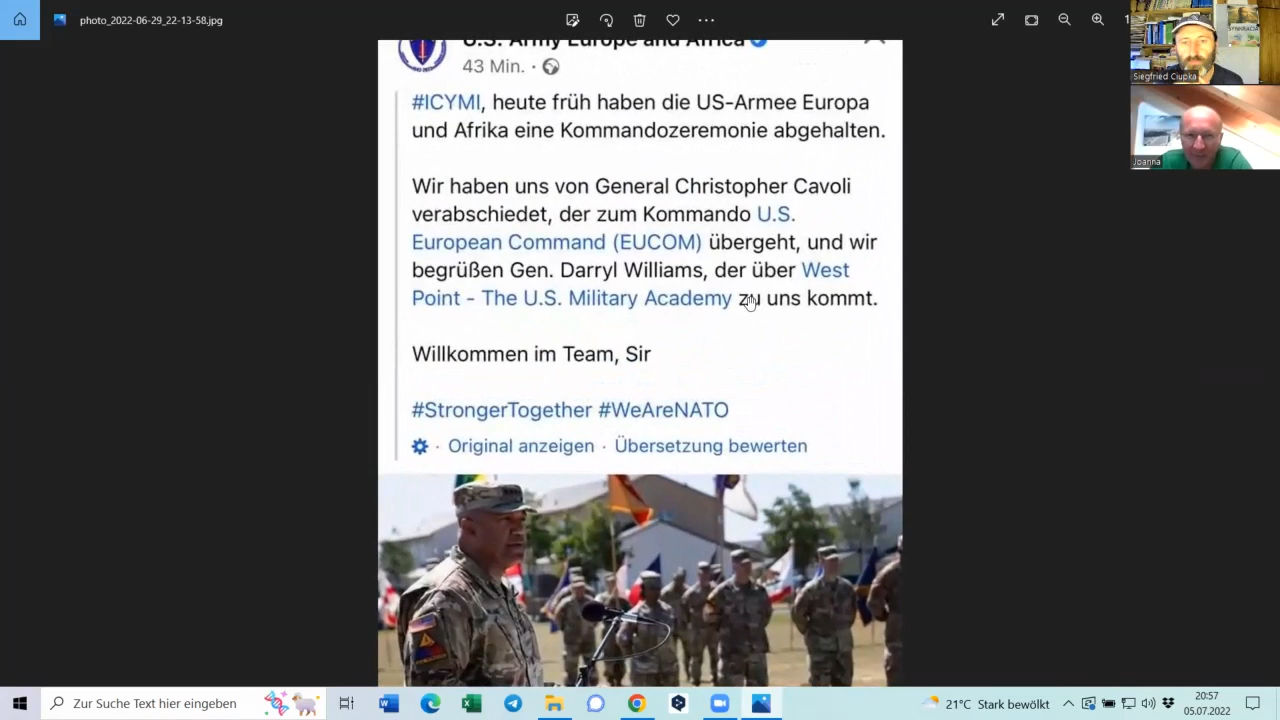 photo_2022-06-29_22-13-58.jpg
U.S. Army Europe and Africa
43 Min. ·
#ICYMI, heute früh haben die US-Armee Europa
und Afrika eine Kommandozeremonie abgehalten.
Wir haben uns von General Christopher Cavoli
verabschiedet, der zum Kommando U.S.
European Command (EUCOM) übergeht, und wir
begrüßen Gen. Darryl Williams, der über West
Point - The U.S. Military Academy zu uns kommt.
Willkommen im Team, Sir
#StrongerTogether #WeAreNATO
· Original anzeigen · Übersetzung bewerten
Siegfried Ciupka
Joanna
Zur Suche Text hier eingeben
21°C Stark bewölkt
20:57
05.07.2022